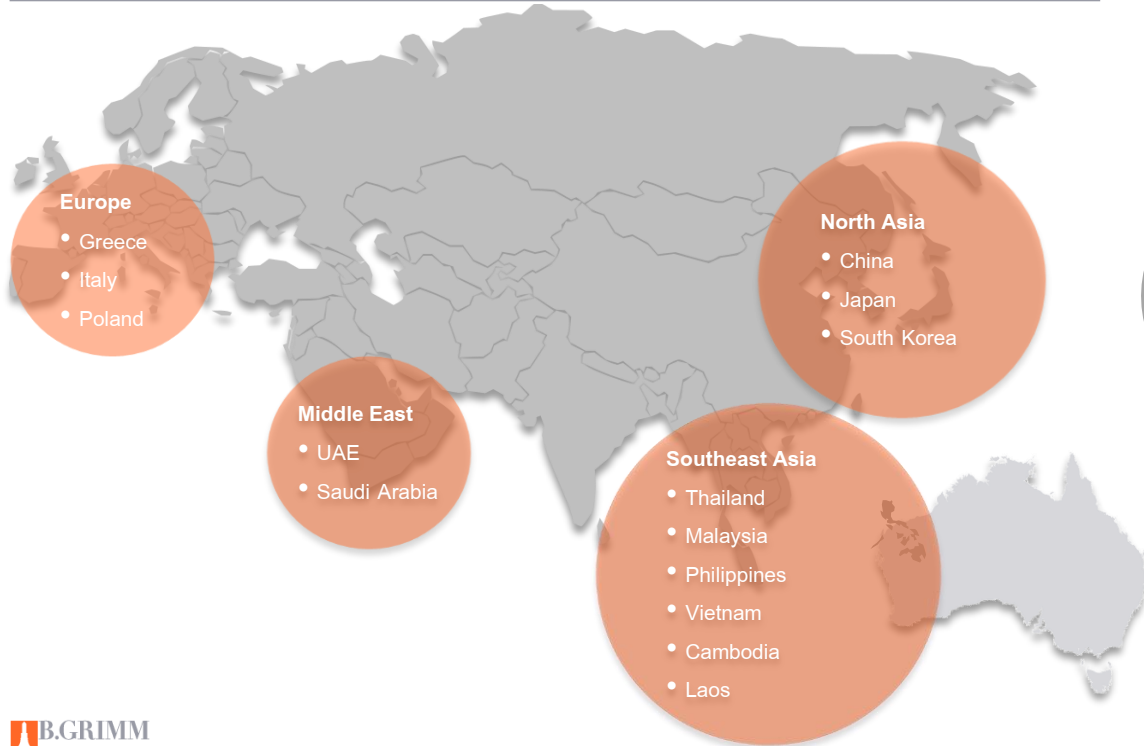 Europe
• Greece
• Italy
• Poland
Middle East
• UAE
• Saudi Arabia
North Asia
• China
• Japan
• South Korea
Southeast Asia
• Thailand
• Malaysia
• Philippines
• Vietnam
• Cambodia
• Laos
B.GRIMM